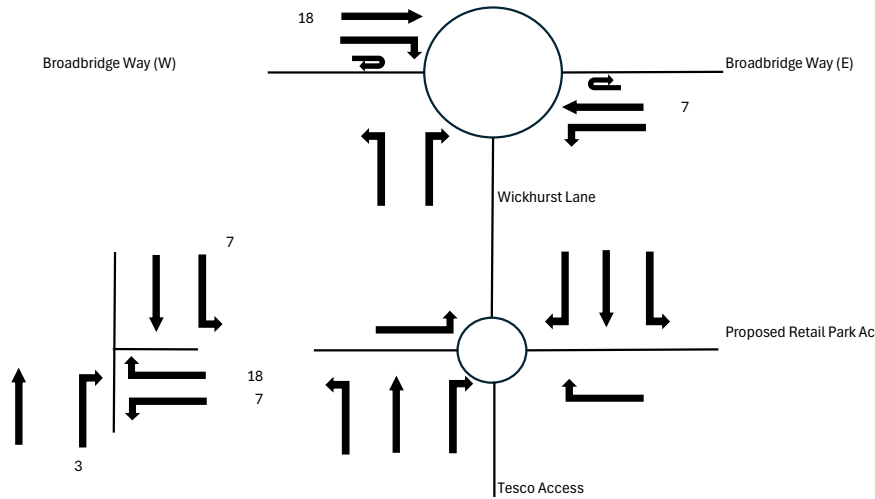 18
Broadbridge Way (W)
Broadbridge Way (E)
7
Wickhurst Lane
7
Proposed Retail Park Ac
18
7
3
Tesco Access